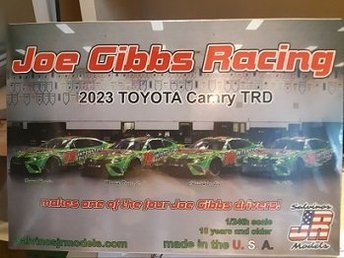 Joe Gibbs Racing
2023 TOYOTA Camry TRD
makes one of the four Joe Gibbs drivers!
1/24th scale
10 years and older
salvinosjrmodels.com
made in the U. S. A.
Salvinos
JR
Models